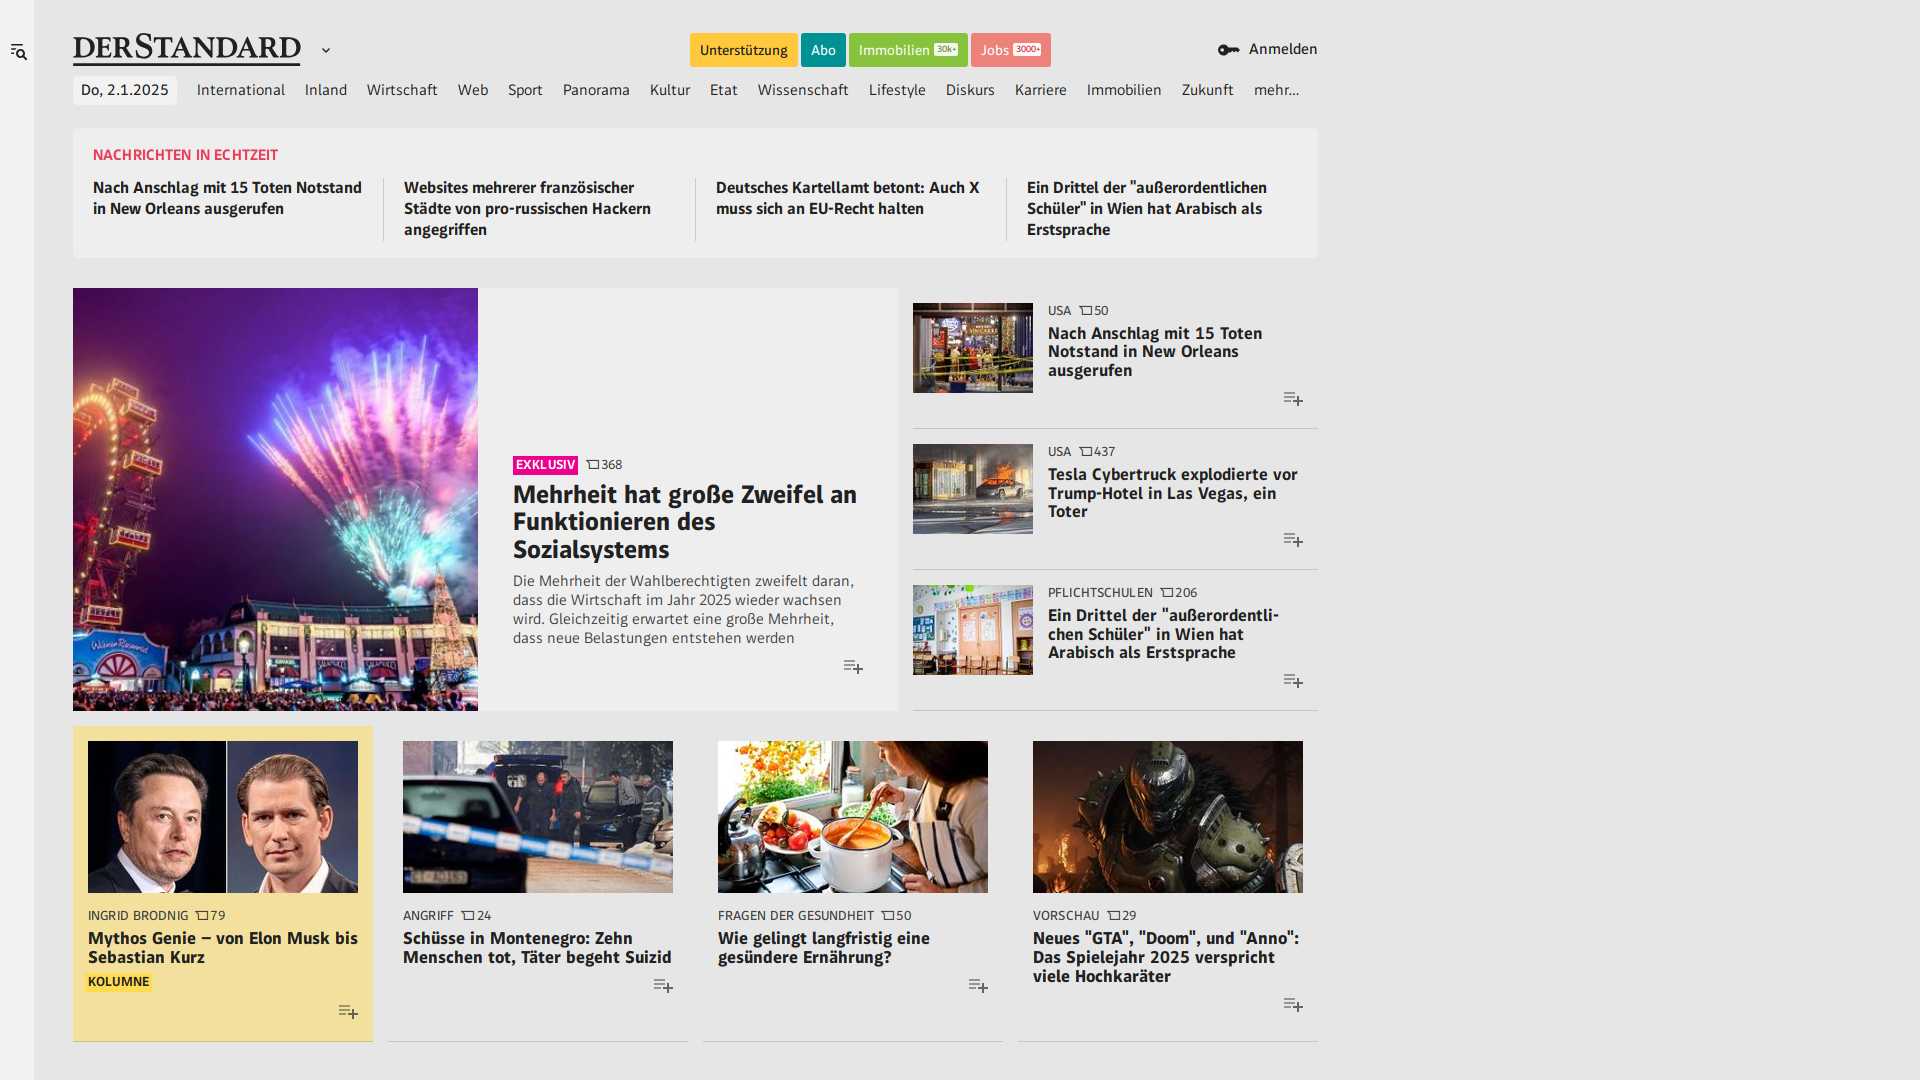 DERSTANDARD
Unterstützung Abo Immobilien 30k+ Jobs 3000+
Anmelden
Do, 2.1.2025 International Inland Wirtschaft Web Sport Panorama Kultur Etat Wissenschaft Lifestyle Diskurs Karriere Immobilien Zukunft mehr…
NACHRICHTEN IN ECHTZEIT
Nach Anschlag mit 15 Toten Notstand
in New Orleans ausgerufen
Websites mehrerer französischer
Städte von pro-russischen Hackern
angegriffen
Deutsches Kartellamt betont: Auch X
muss sich an EU-Recht halten
Ein Drittel der "außerordentlichen
Schüler" in Wien hat Arabisch als
Erstsprache
EXKLUSIV 368
Mehrheit hat große Zweifel an
Funktionieren des
Sozialsystems
Die Mehrheit der Wahlberechtigten zweifelt daran,
dass die Wirtschaft im Jahr 2025 wieder wachsen
wird. Gleichzeitig erwartet eine große Mehrheit,
dass neue Belastungen entstehen werden
USA 50
Nach Anschlag mit 15 Toten
Notstand in New Orleans
ausgerufen
USA 437
Tesla Cybertruck explodierte vor
Trump-Hotel in Las Vegas, ein
Toter
PFLICHTSCHULEN 206
Ein Drittel der "außerordentli-
chen Schüler" in Wien hat
Arabisch als Erstsprache
INGRID BRODNIG 79
Mythos Genie – von Elon Musk bis
Sebastian Kurz
KOLUMNE
ANGRIFF 24
Schüsse in Montenegro: Zehn
Menschen tot, Täter begeht Suizid
FRAGEN DER GESUNDHEIT 50
Wie gelingt langfristig eine
gesündere Ernährung?
VORSCHAU 29
Neues "GTA", "Doom", und "Anno":
Das Spielejahr 2025 verspricht
viele Hochkaräter